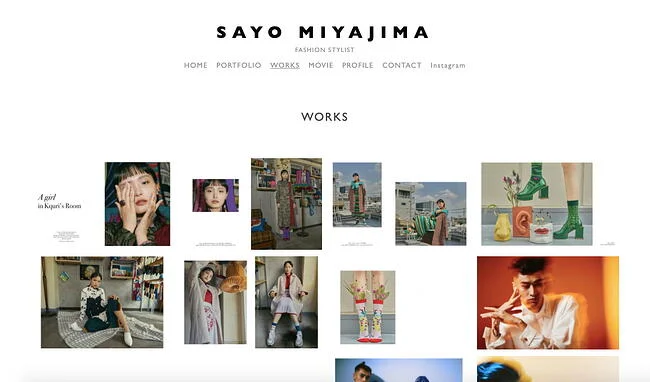 SAYO MIYAJIMA
FASHION STYLIST
HOME PORTFOLIO WORKS MOVIE PROFILE CONTACT Instagram
WORKS
A girl
in Kquri's Room